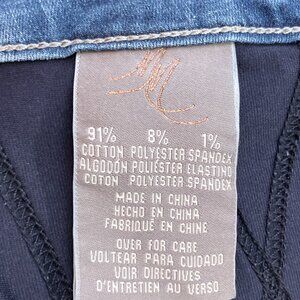 91% 8% 1%
COTTON POLYESTER SPANDEX
ALGODÓN POLIÉSTER ELASTINO
COTON POLYESTER SPANDEX
MADE IN CHINA
HECHO EN CHINA
FABRIQUÉ EN CHINE
OVER FOR CARE
VOLTEAR PARA CUIDADO
VOIR DIRECTIVES
D'ENTRETIEN AU VERSO